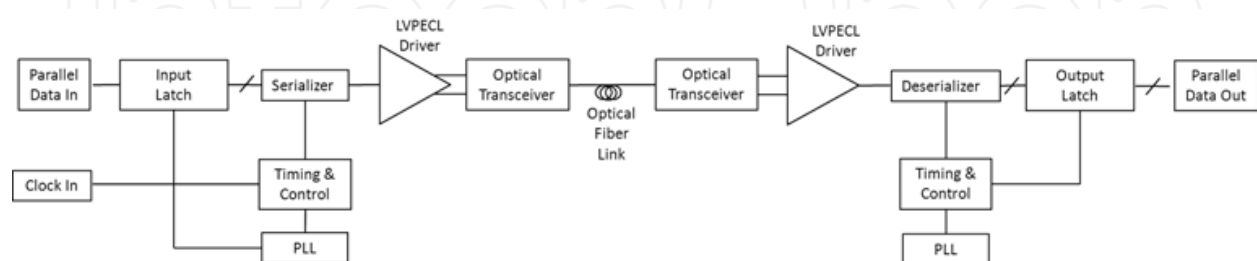 LVPECL
Driver
LVPECL
Driver
Parallel
Data In
Input
Latch
Serializer
Optical
Transceiver
Optical
Fiber
Link
Optical
Transceiver
Deserializer
Output
Latch
Parallel
Data Out
Clock In
Timing &
Control
Timing &
Control
PLL
PLL